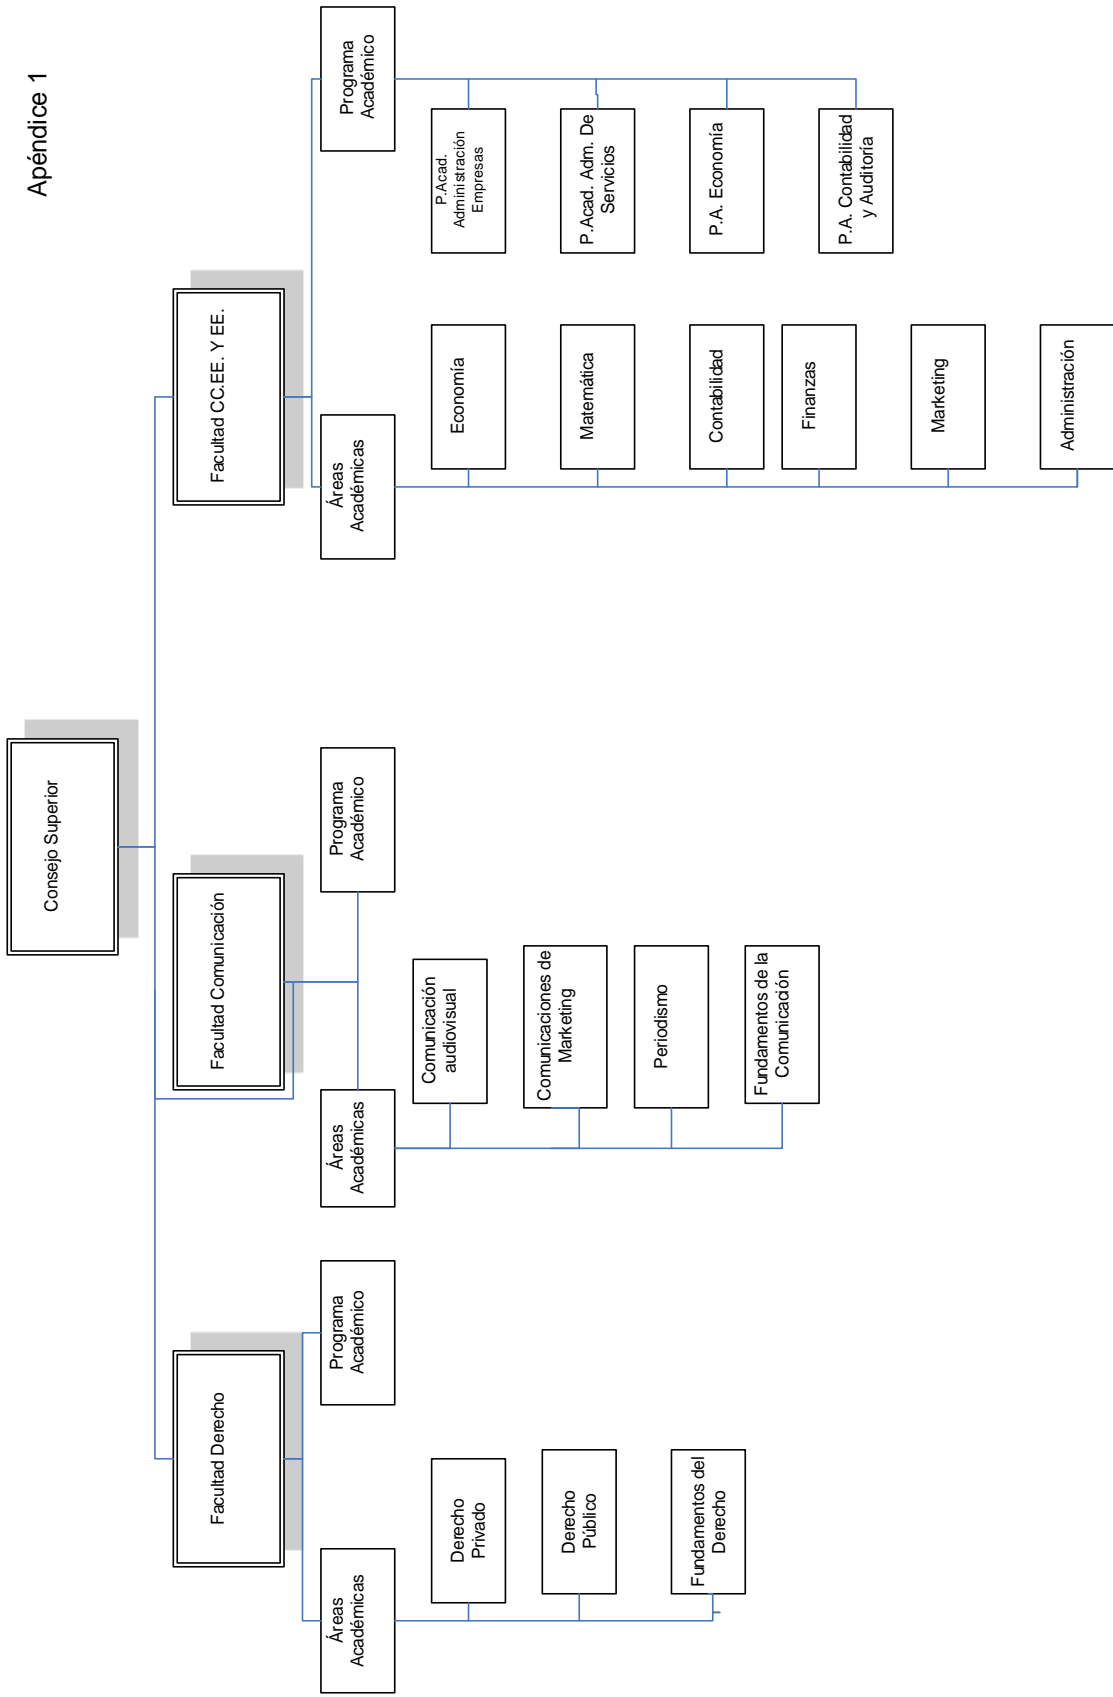 Apéndice 1
Consejo Superior
Facultad Derecho
Facultad Comunicación
Facultad CC.EE. Y EE.
Áreas
Académicas
Programa
Académico
Áreas
Académicas
Programa
Académico
Áreas
Académicas
Programa
Académico
Derecho
Privado
Derecho
Público
Fundamentos del
Derecho
Comunicación
audiovisual
Comunicaciones de
Marketing
Periodismo
Fundamentos de la
Comunicación
Economía
Matemática
Contabilidad
Finanzas
Marketing
Administración
P.Acad.
Administración
Empresas
P.Acad. Adm. De
Servicios
P.A. Economía
P.A. Contabilidad
y Auditoría